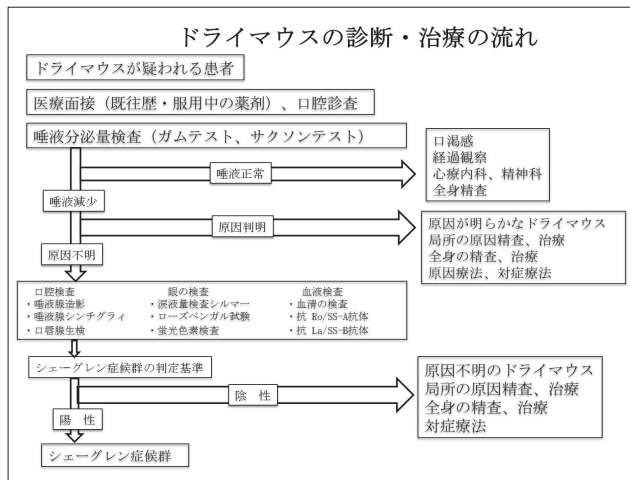 ドライマウスの診断・治療の流れ
ドライマウスが疑われる患者
医療面接（既往歴・服用中の薬剤）、口腔診査
唾液分泌量検査（ガムテスト、サクソンテスト）
唾液正常
口渇感
経過観察
心療内科、精神科
全身精査
唾液減少
原因判明
原因が明らかなドライマウス
局所の原因精査、治療
全身の精査、治療
原因療法、対症療法
原因不明
口腔検査
・唾液腺造影
・唾液腺シンチグラィ
・口唇腺生検
眼の検査
・涙液量検査シルマー
・ローズベンガル試験
・蛍光色素検査
血液検査
・血清の検査
・抗 Ro/SS-A抗体
・抗 La/SS-B抗体
シェーグレン症候群の判定基準
陰 性
原因不明のドライマウス
局所の原因精査、治療
全身の精査、治療
対症療法
陽 性
シェーグレン症候群